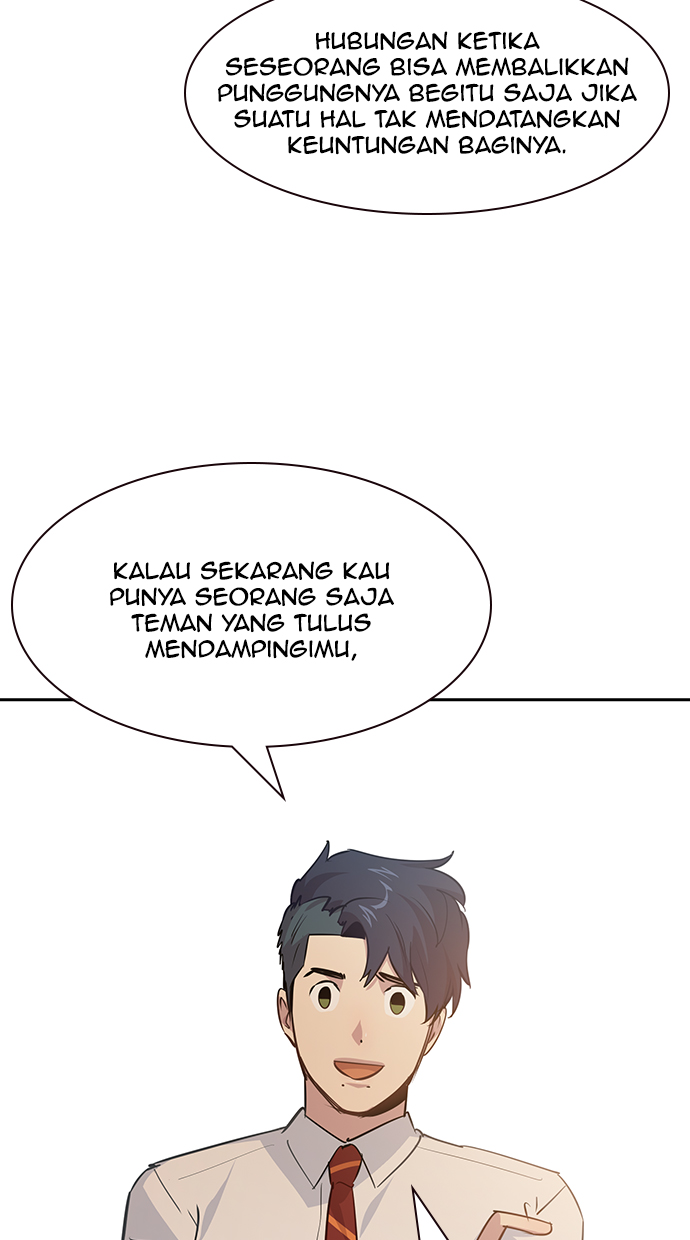 HUBUNGAN KETIKA
SESEORANG BISA MEMBALIKKAN
PUNGGUNGNYA BEGITU SAJA JIKA
SUATU HAL TAK MENDATANGKAN
KEUNTUNGAN BAGINYA.
KALAU SEKARANG KAU
PUNYA SEORANG SAJA
TEMAN YANG TULUS
MENDAMPINGIMU,